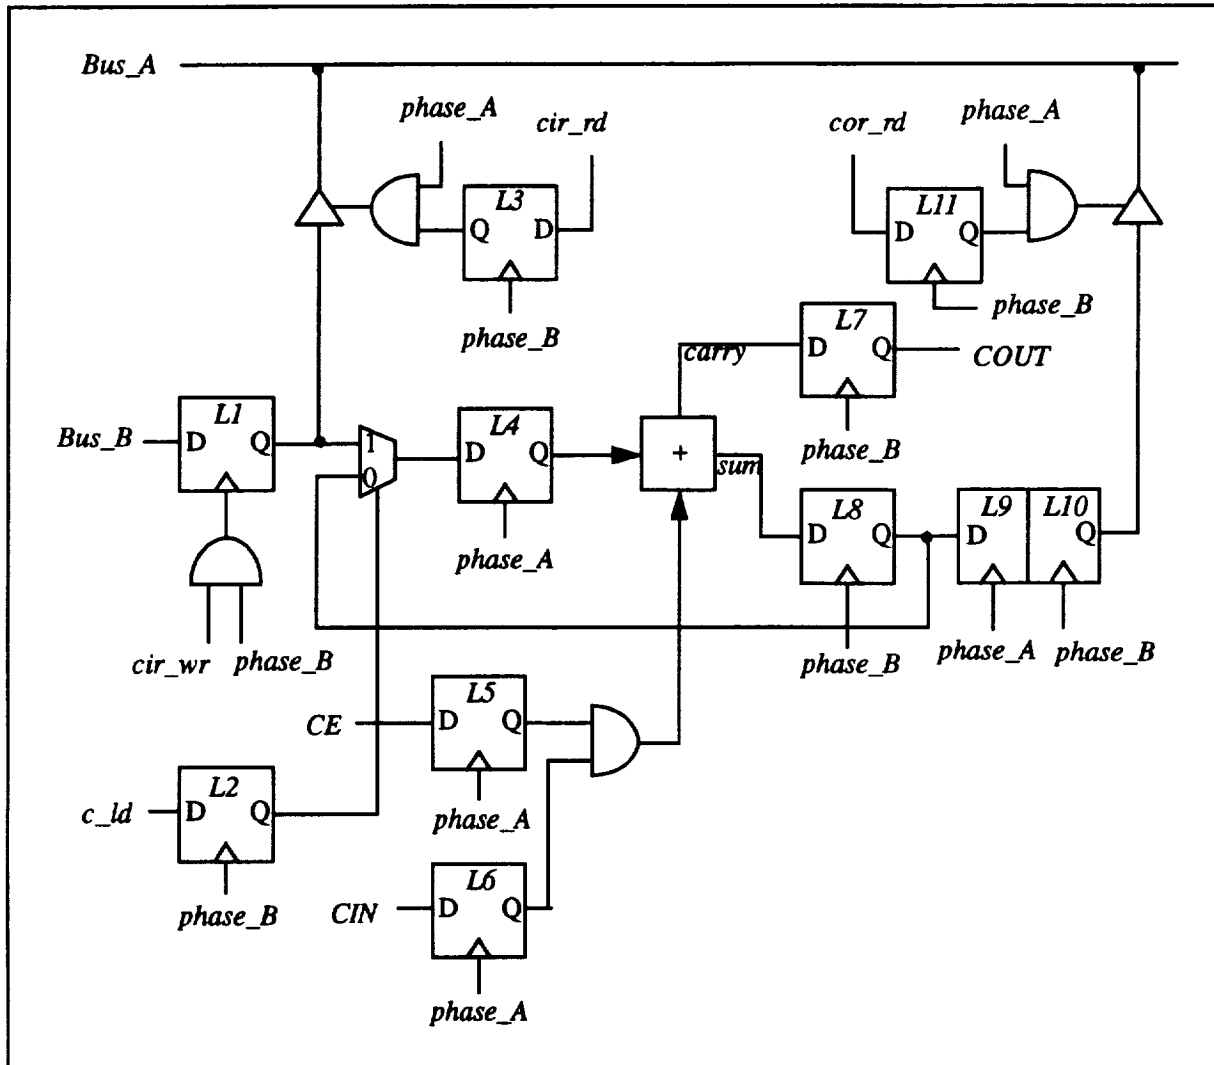 Bus_A
phase_A
cir_rd
cor_rd
phase_A
L3
Q
D
phase_B
L11
D
Q
phase_B
L7
D
Q
COUT
carry
phase_B
Bus_B
L1
D
Q
1
0
L4
D
Q
phase_A
+
sum
L8
D
Q
phase_B
L9
D
L10
Q
phase_A
phase_B
cir_wr
phase_B
CE
L5
D
Q
phase_A
c_ld
L2
D
Q
phase_B
CIN
L6
D
Q
phase_A